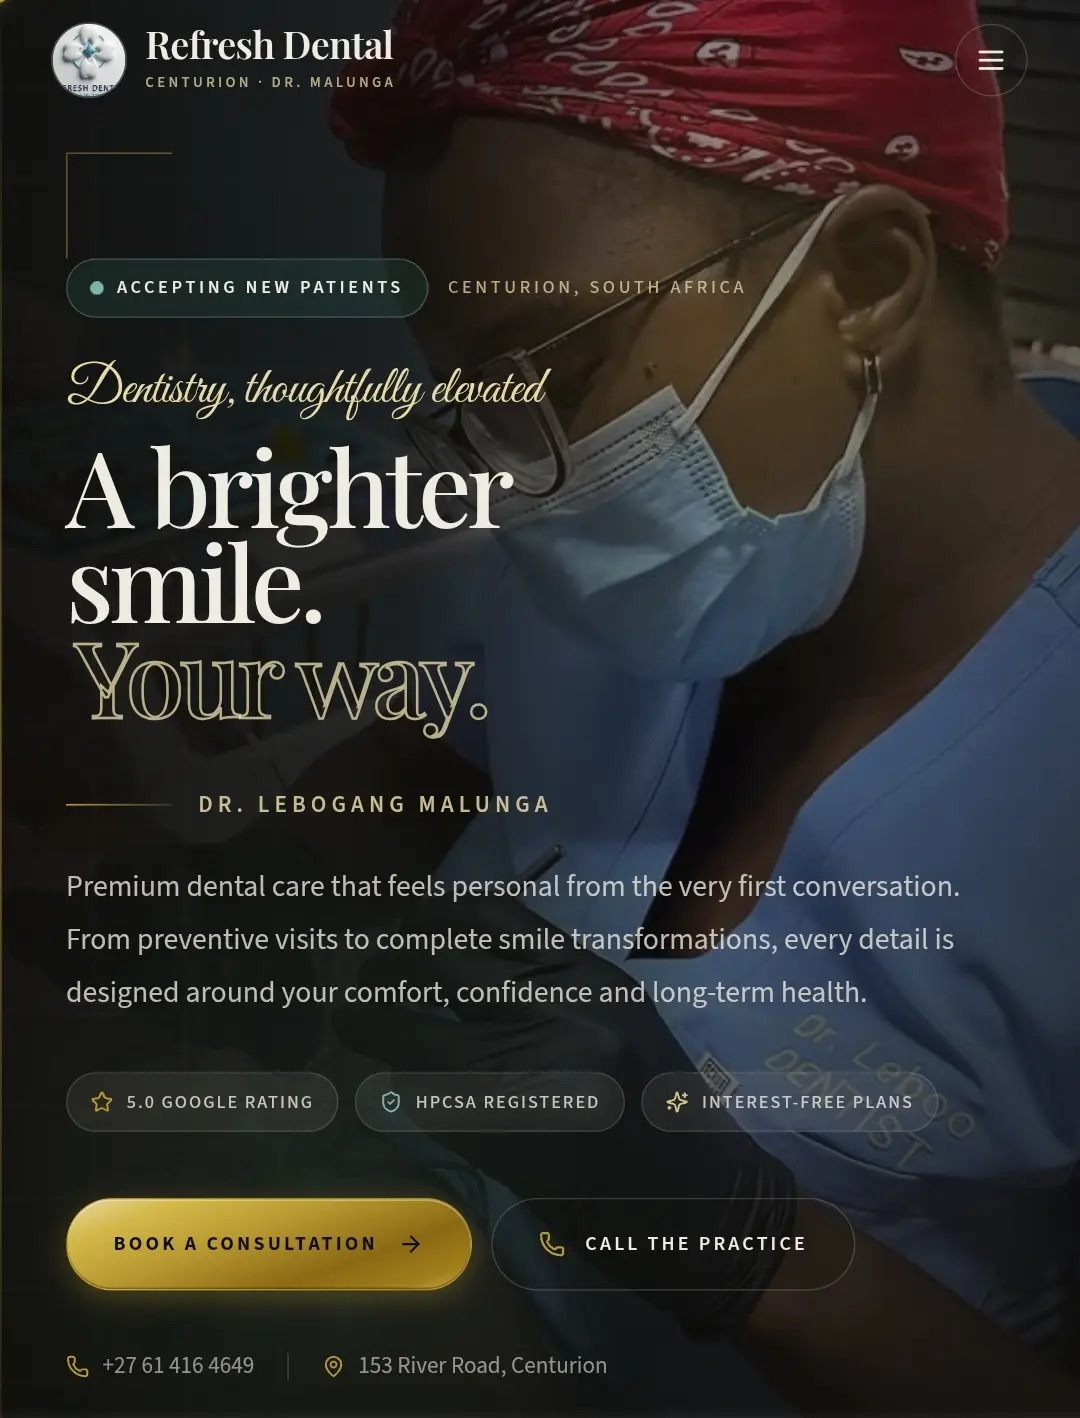 Refresh Dental
CENTURION · DR. MALUNGA
ACCEPTING NEW PATIENTS
CENTURION, SOUTH AFRICA
Dentistry, thoughtfully elevated
A brighter
smile.
Your way.
DR. LEBOGANG MALUNGA
Premium dental care that feels personal from the very first conversation.
From preventive visits to complete smile transformations, every detail is
designed around your comfort, confidence and long-term health.
Dr. Leboo
DENTIST
5.0 GOOGLE RATING
HPCSA REGISTERED
INTEREST-FREE PLANS
BOOK A CONSULTATION
CALL THE PRACTICE
+27 61 416 4649
153 River Road, Centurion